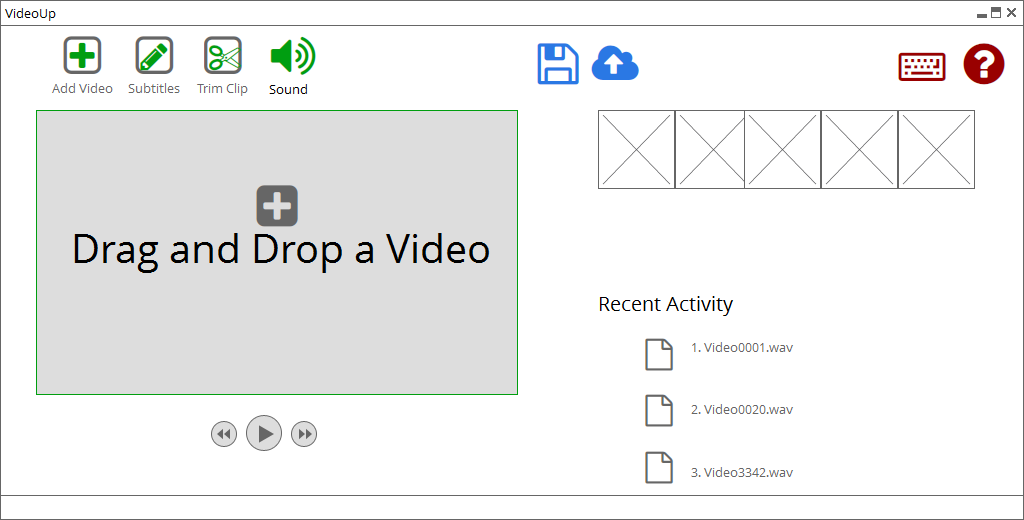 VideoUp
Add Video
Subtitles
Trim Clip
Sound
Drag and Drop a Video
Recent Activity
1. Video0001.wav
2. Video0020.wav
3. Video3342.wav